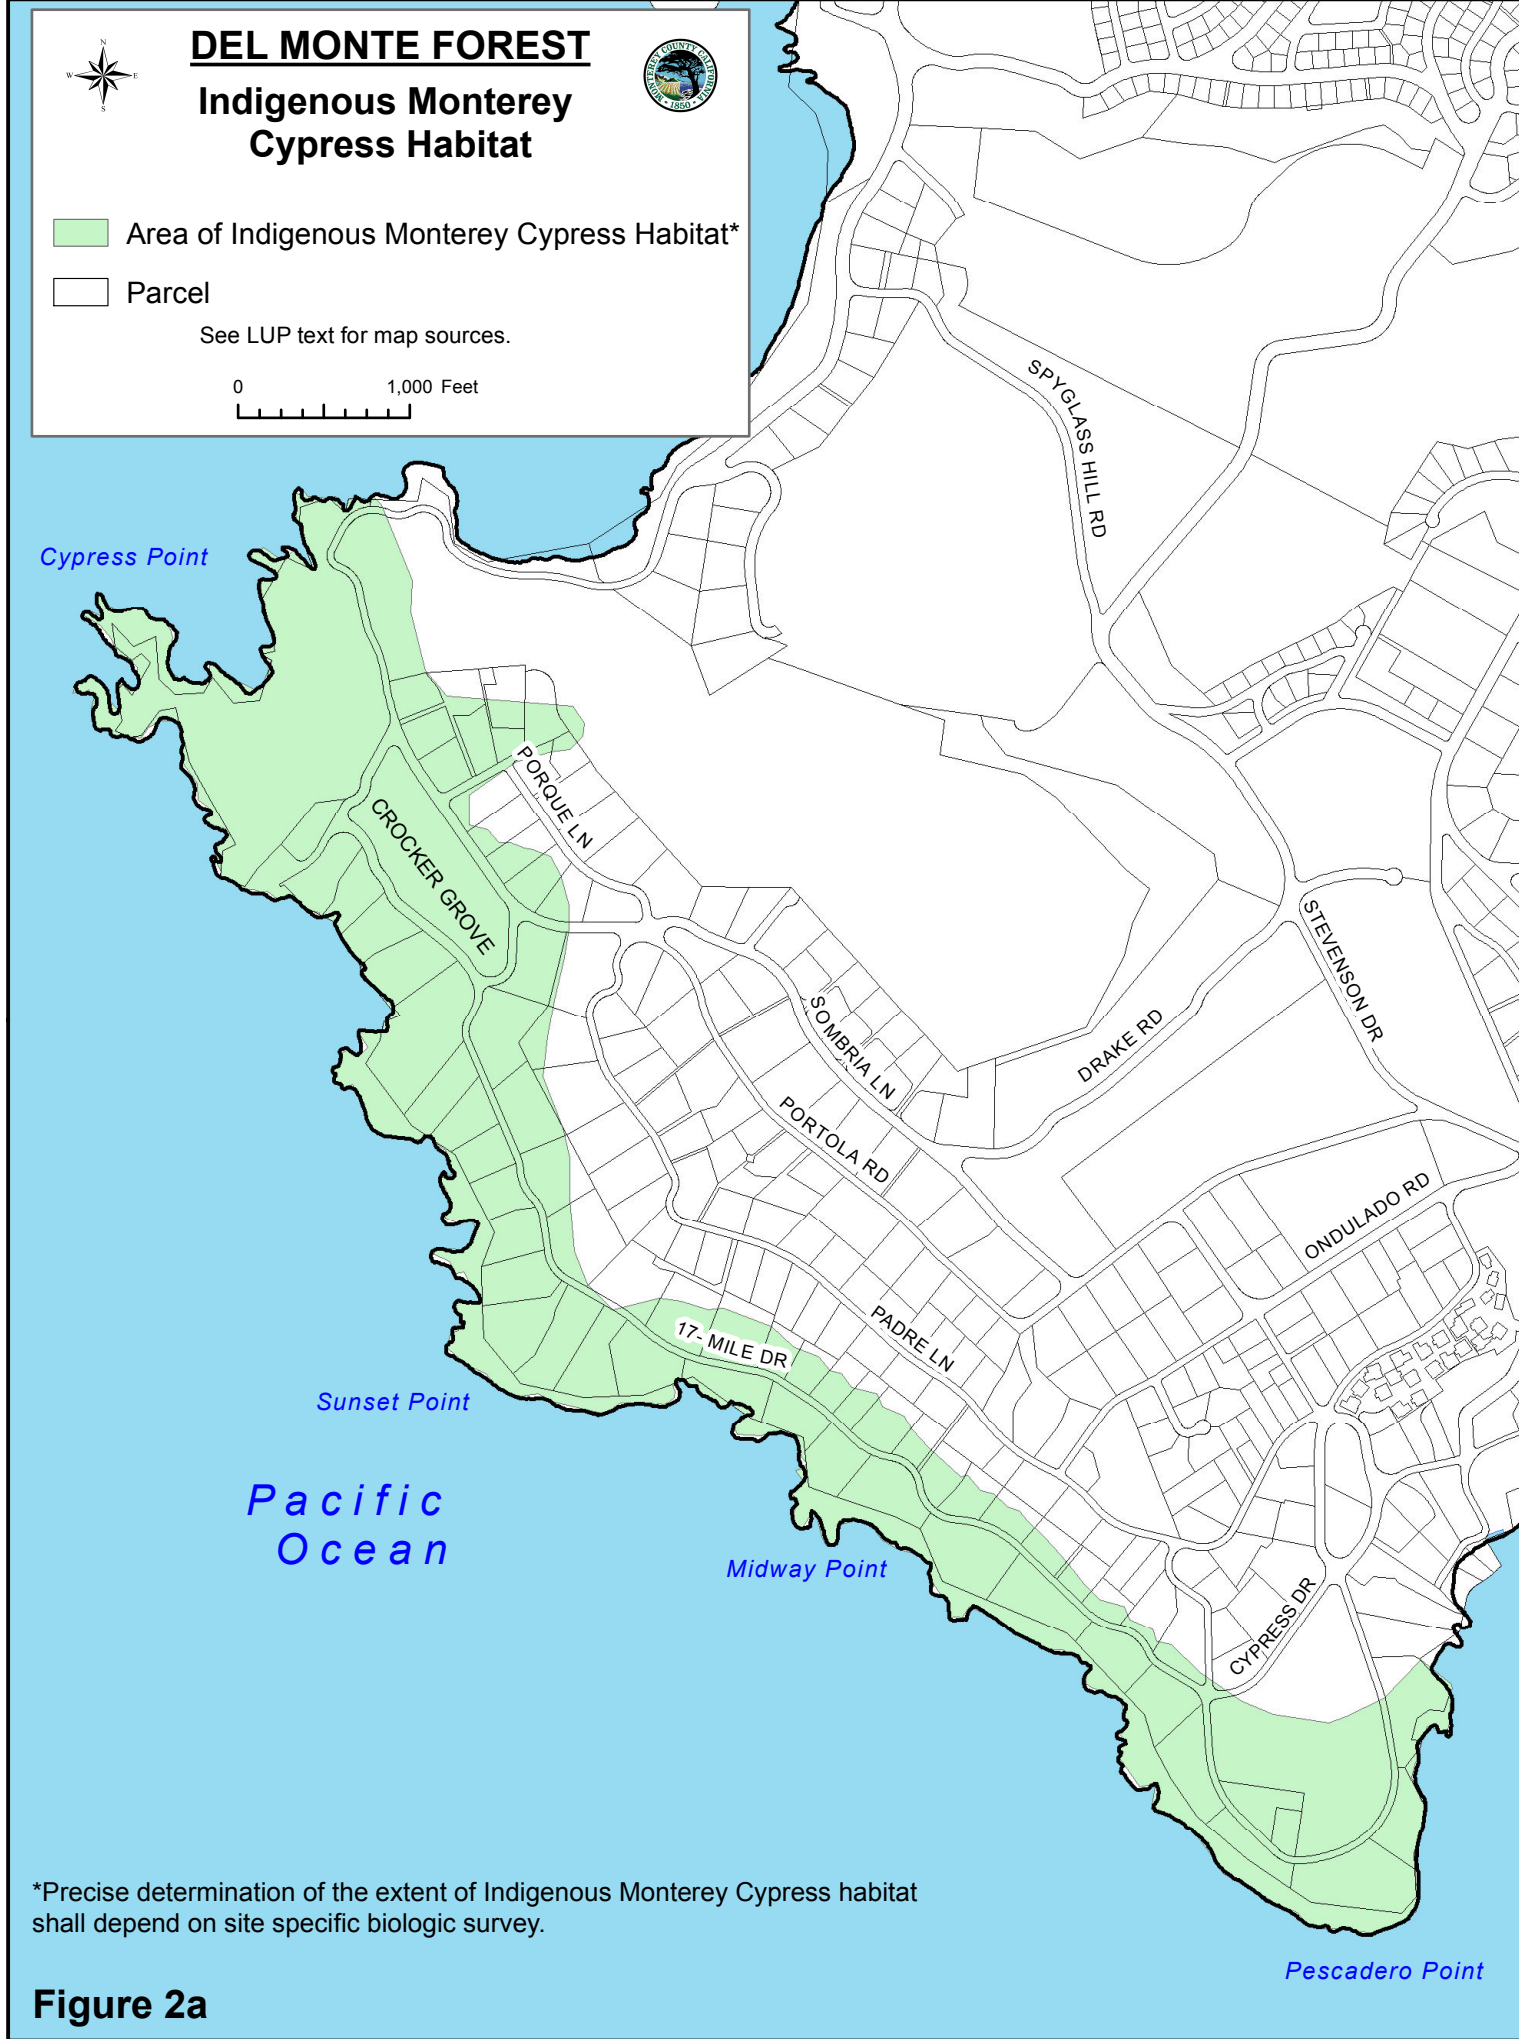 DEL MONTE FOREST
Indigenous Monterey
Cypress Habitat
N
W
E
S
MONTEREY COUNTY CALIFORNIA
1850
Area of Indigenous Monterey Cypress Habitat*
Parcel
See LUP text for map sources.
0
1,000 Feet
SPYGLASS HILL RD
Cypress Point
PORQUE LN
CROCKER GROVE
STEVENSON DR
SOMBRIA LN
DRAKE RD
PORTOLA RD
ONDULADO RD
PADRE LN
17- MILE DR
Sunset Point
Pacific
Ocean
Midway Point
CYPRESS DR
*Precise determination of the extent of Indigenous Monterey Cypress habitat
shall depend on site specific biologic survey.
Pescadero Point
Figure 2a